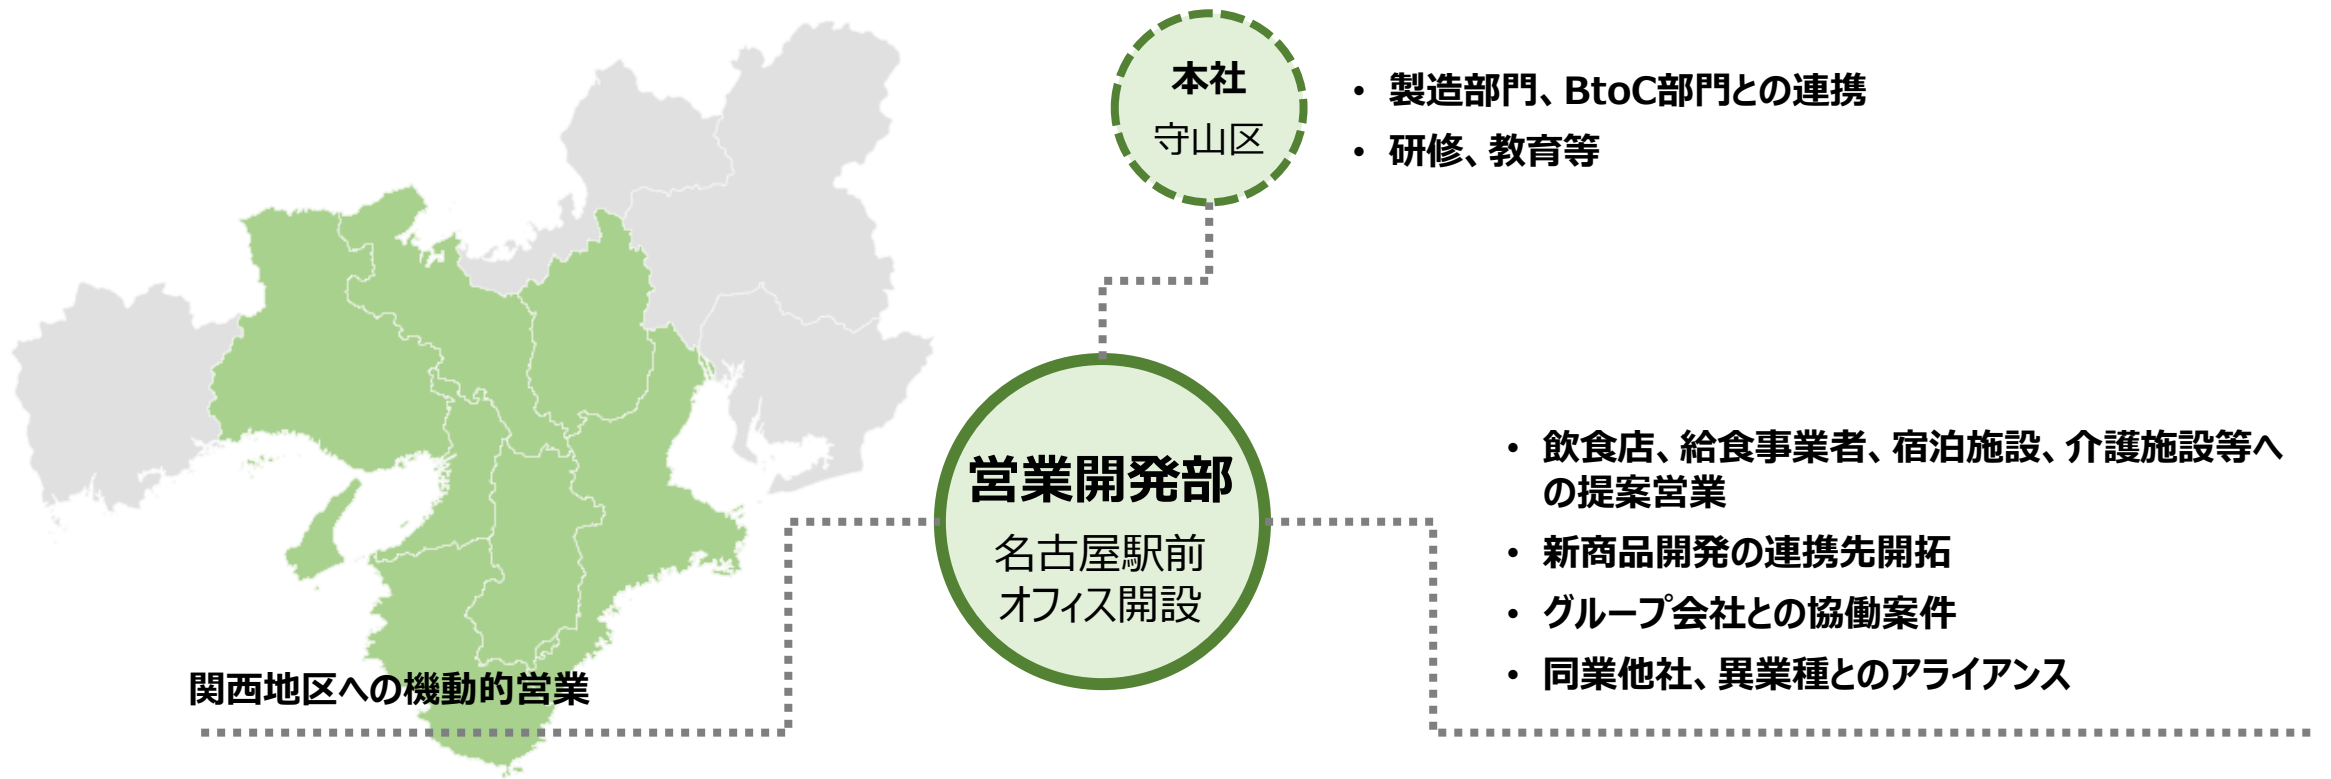 本社
守山区
• 製造部門、BtoC部門との連携
• 研修、教育等
営業開発部
名古屋駅前
オフィス開設
• 飲食店、給食事業者、宿泊施設、介護施設等へ
の提案営業
• 新商品開発の連携先開拓
• グループ会社との協働案件
• 同業他社、異業種とのアライアンス
関西地区への機動的営業